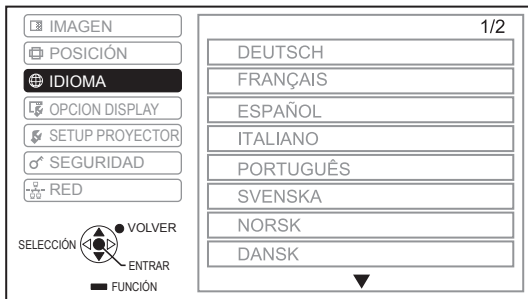 IMAGEN
POSICIÓN
IDIOMA
OPCION DISPLAY
SETUP PROYECTOR
SEGURIDAD
RED
VOLVER
SELECCIÓN
ENTRAR
FUNCIÓN
1/2
DEUTSCH
FRANÇAIS
ESPAÑOL
ITALIANO
PORTUGUÊS
SVENSKA
NORSK
DANSK